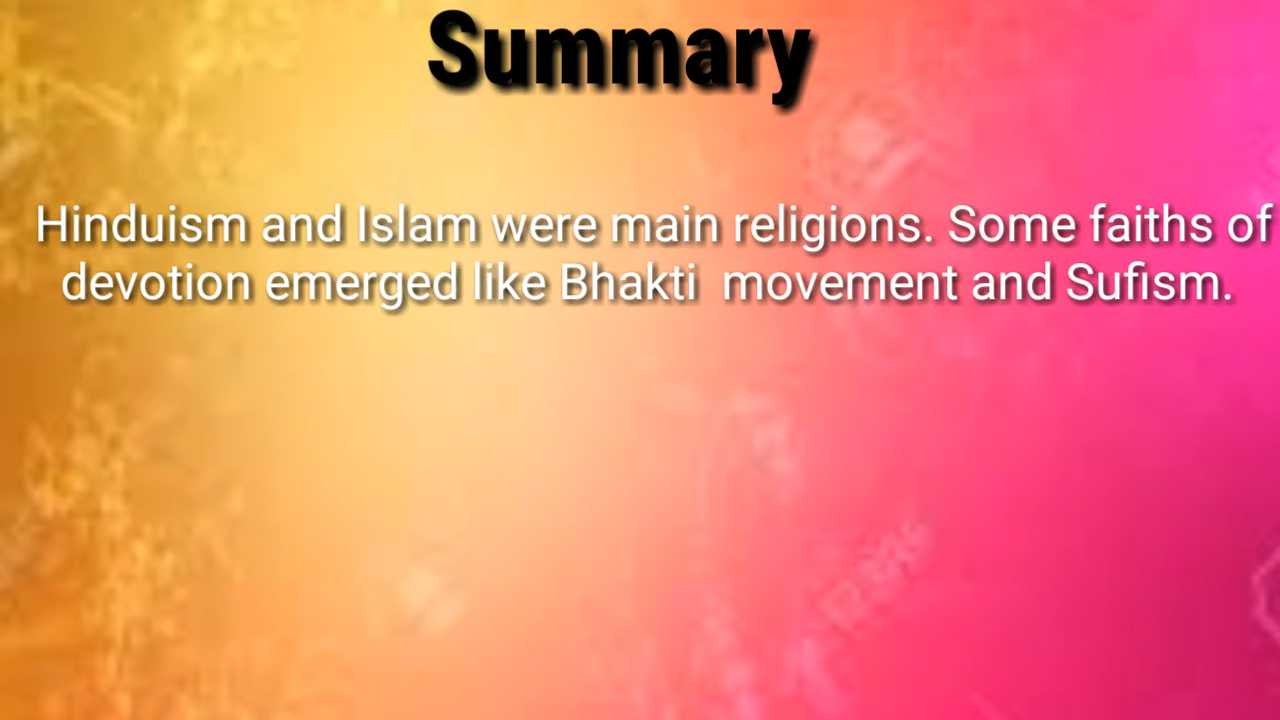 Summary
Hinduism and Islam were main religions. Some faiths of
devotion emerged like Bhakti  movement and Sufism.